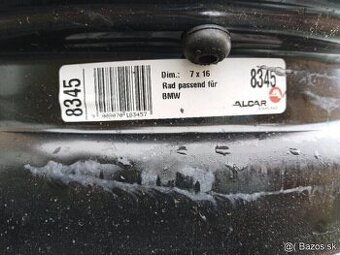 8345
Dim.: 7 x 16
Rad passend für
BMW
8345
ALCAR
© Bazos.sk